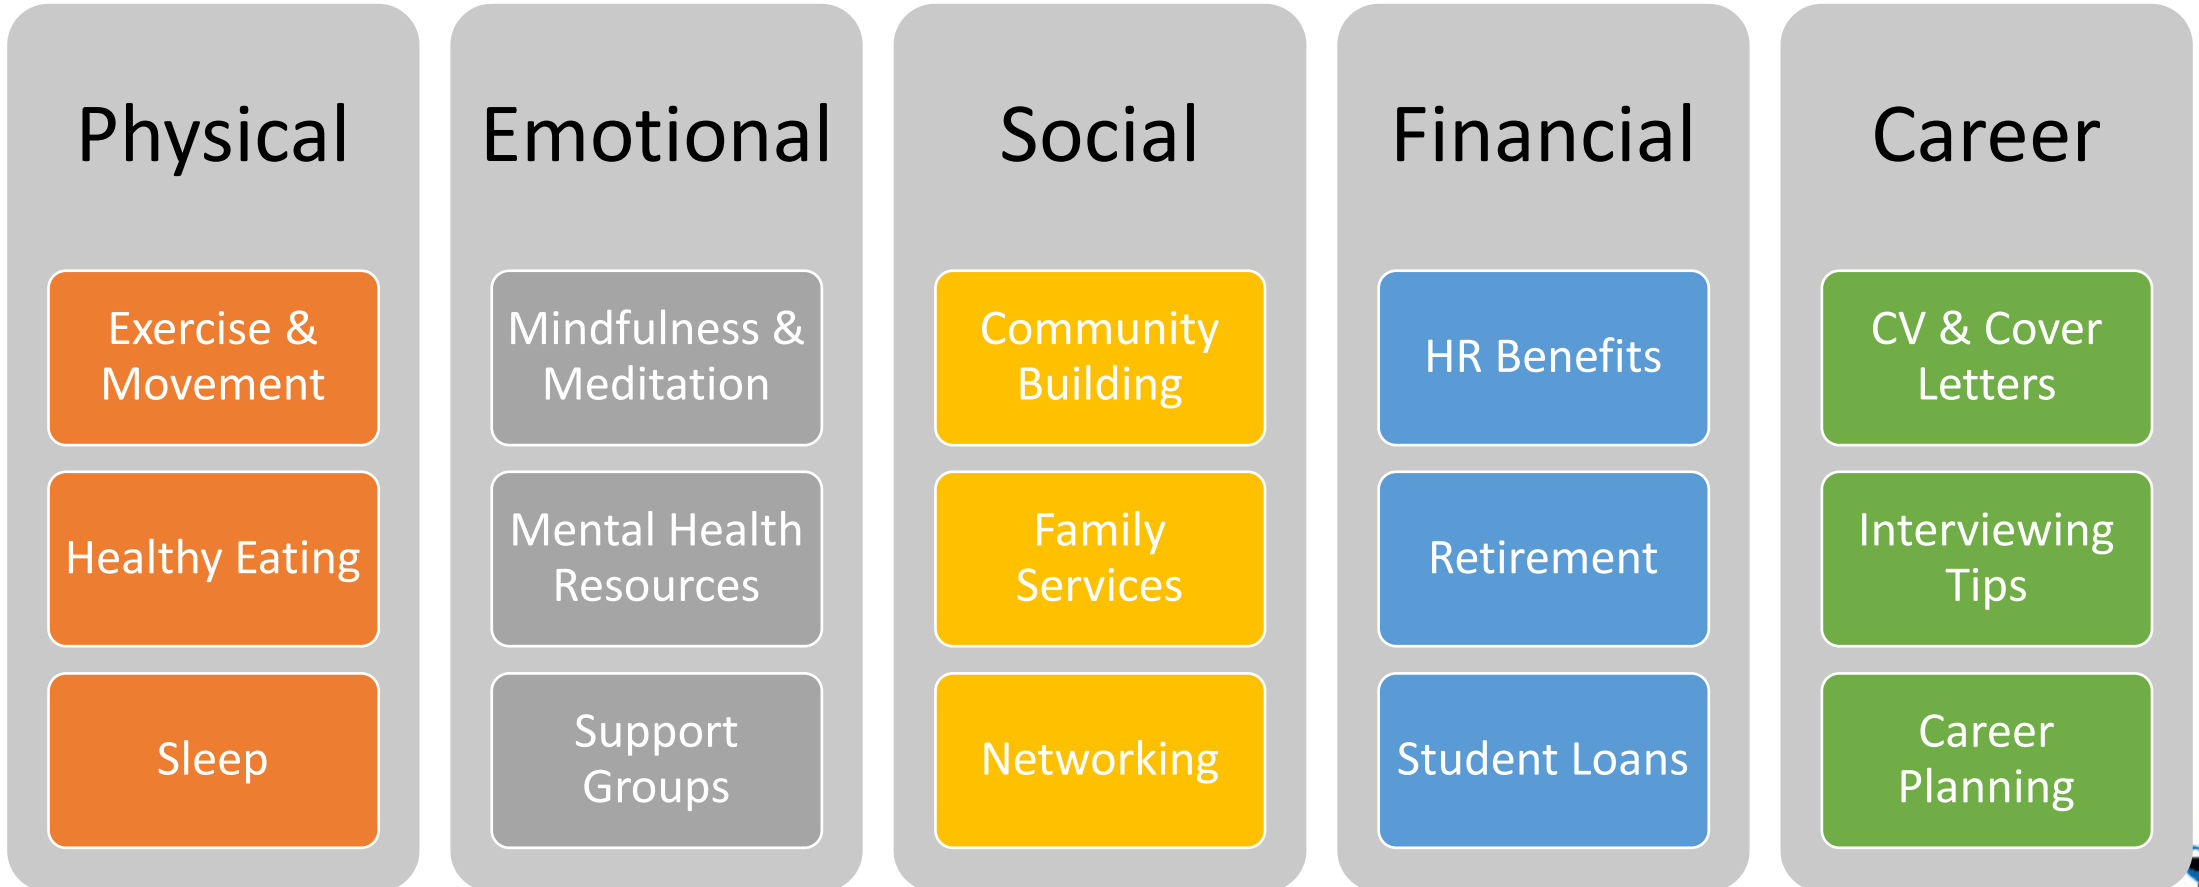 Physical
Exercise &
Movement
Healthy Eating
Sleep
Emotional
Mindfulness &
Meditation
Mental Health
Resources
Support
Groups
Social
Community
Building
Family
Services
Networking
Financial
HR Benefits
Retirement
Student Loans
Career
CV & Cover
Letters
Interviewing
Tips
Career
Planning